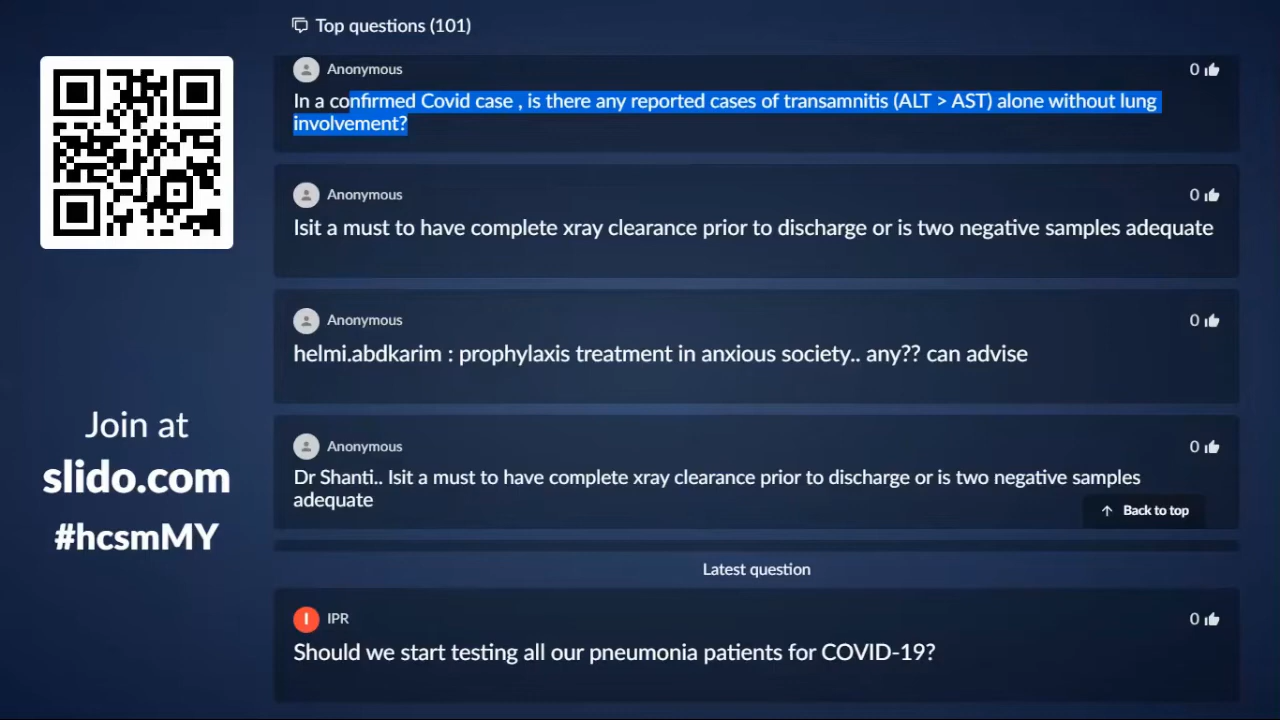 Top questions (101)
Anonymous
0
In a confirmed Covid case , is there any reported cases of transamnitis (ALT > AST) alone without lung
involvement?
Anonymous
0
Isit a must to have complete xray clearance prior to discharge or is two negative samples adequate
Anonymous
0
helmi.abdkarim : prophylaxis treatment in anxious society.. any?? can advise
Anonymous
0
Dr Shanti.. Isit a must to have complete xray clearance prior to discharge or is two negative samples
adequate
Back to top
Latest question
I
IPR
0
Should we start testing all our pneumonia patients for COVID-19?
Join at
slido.com
#hcsmMY